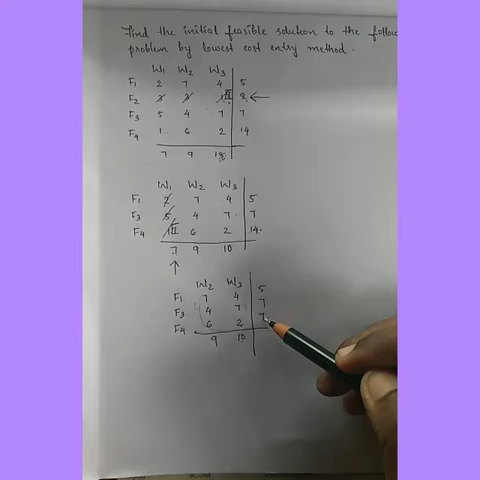 Find the initial feasible solution to the follow
problem by lowest cost entry method.
W1 W2 W3
F1 2 7 4 5
F2 3 3 1 8 8
F3 5 4 7 7
F4 1 6 2 14
7 9 18
W1 W2 W3
F1 2 7 4 5
F3 5 4 7 7
F4 1 7 6 2 14
7 9 10
W2 W3
F1 7 4 5
F3 4 7 7
F4 6 2 7
9 10